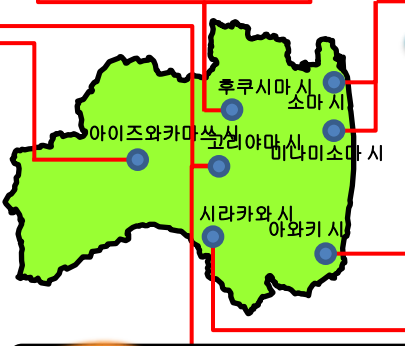 후쿠시마 시
소마 시
아이즈와카마쓰 시
고리야마 시
미나미소마 시
시라카와 시
아와키 시